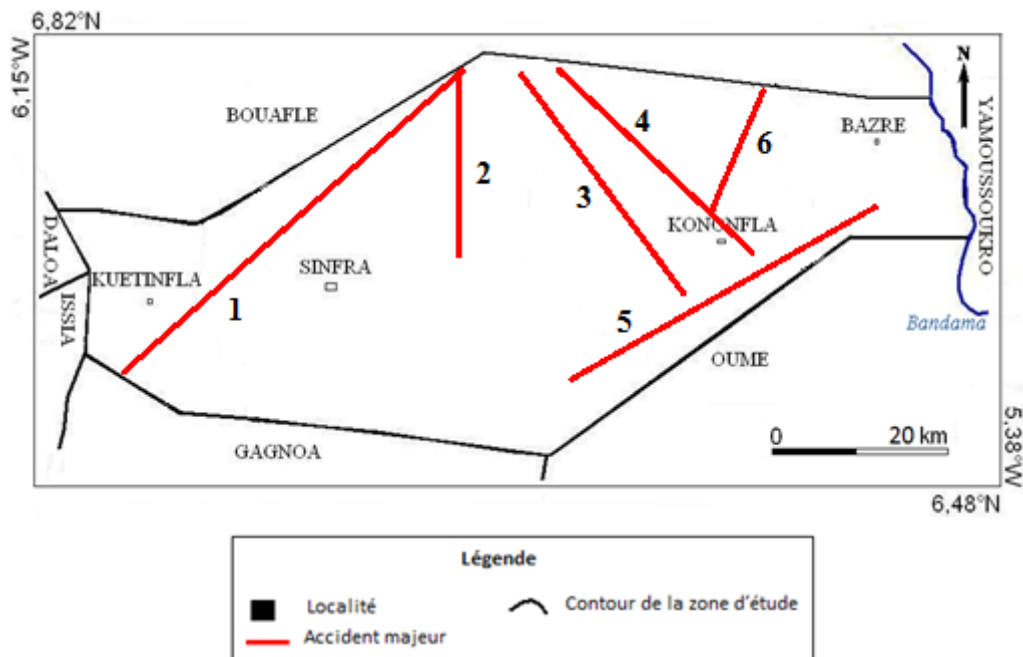 6,82°N
6,15°W
BOUAFLE
4
6
BAZRE
N
YAMOUSSOUKRO
2
3
DALOA
ISSIA
KUETINFLA
SINFRA
KONONFLA
1
5
Bandama
OUME
GAGNOA
0 20 km
5,38°W
6,48°N
Légende
Localité
Contour de la zone d'étude
Accident majeur